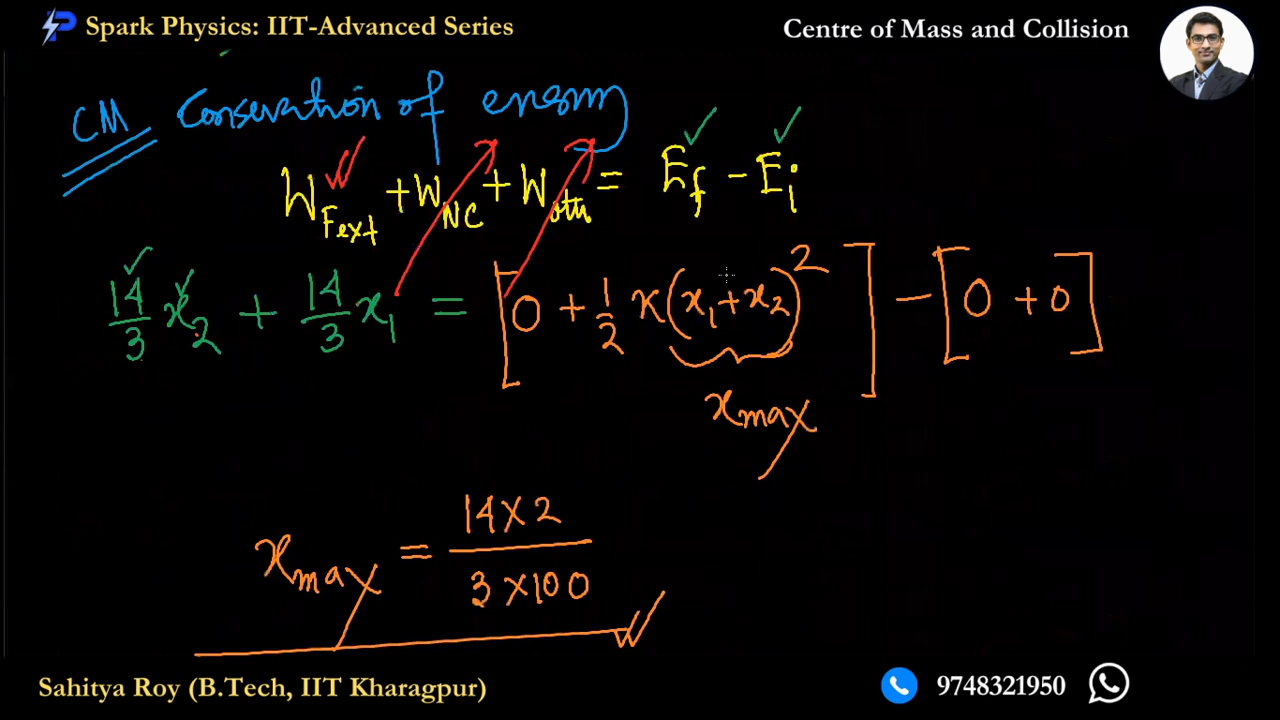 Spark Physics: IIT-Advanced Series
Centre of Mass and Collision
CM Conservation of energy
W_Fext + W_NC + W_oth = E_f - E_i
14/3 x_2 + 14/3 x_1 = [0 + 1/2 K(x_1 + x_2)^2] - [0 + 0]
x_max
x_max = (14 × 2)/(3 × 100)
Sahitya Roy (B.Tech, IIT Kharagpur)
9748321950